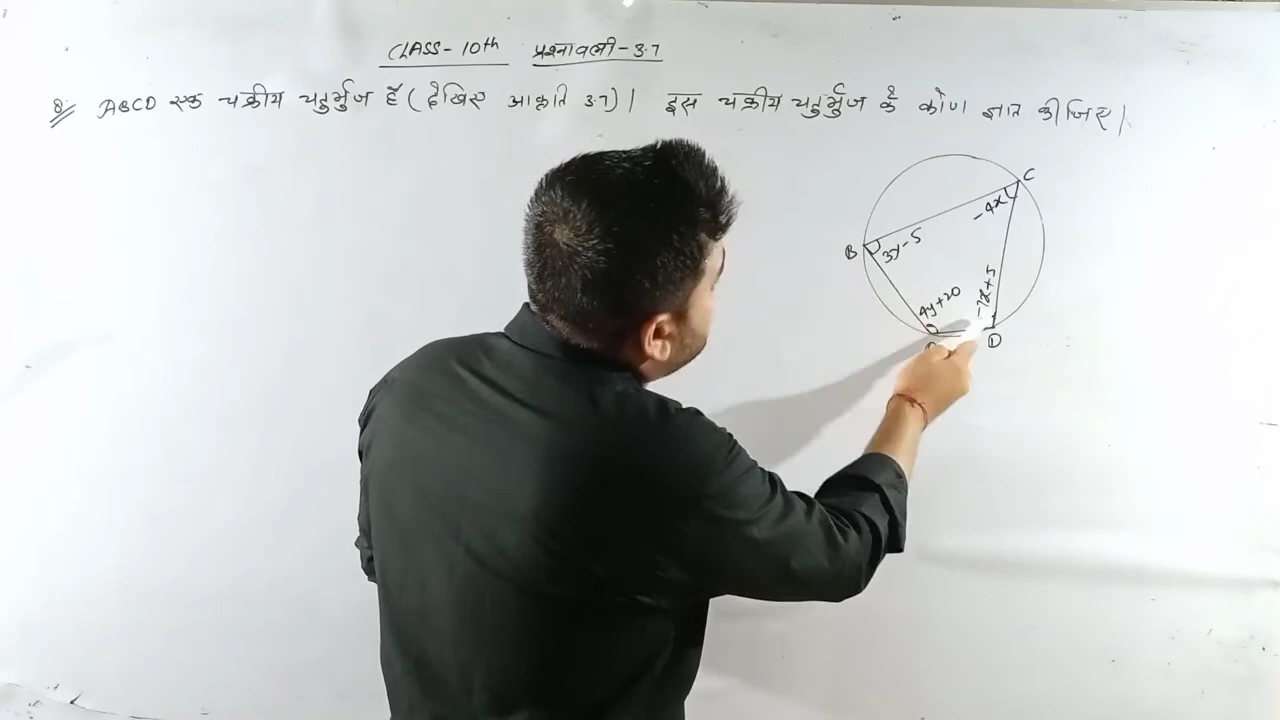 CLASS- 10th प्रश्नावली-3.7
8. ABCD एक चक्रीय चतुर्भुज है (देखिए आकृति 3.7)। इस चक्रीय चतुर्भुज के कोण ज्ञात कीजिए।
C
-4x
B 3y-5
4y+20 -7x+5
D